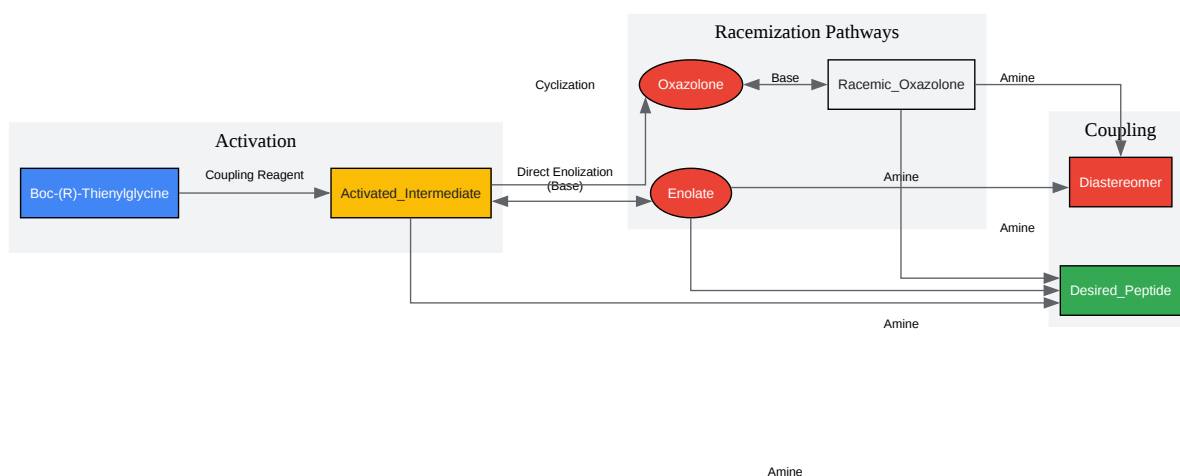 Racemization Pathways
Cyclization
Oxazolone
Base
Racemic_Oxazolone
Amine
Activation
Coupling
Boc-(R)-Thienylglycine
Coupling Reagent
Activated_Intermediate
Direct Enolization
(Base)
Enolate
Amine
Diastereomer
Amine
Desired_Peptide
Amine
Amine